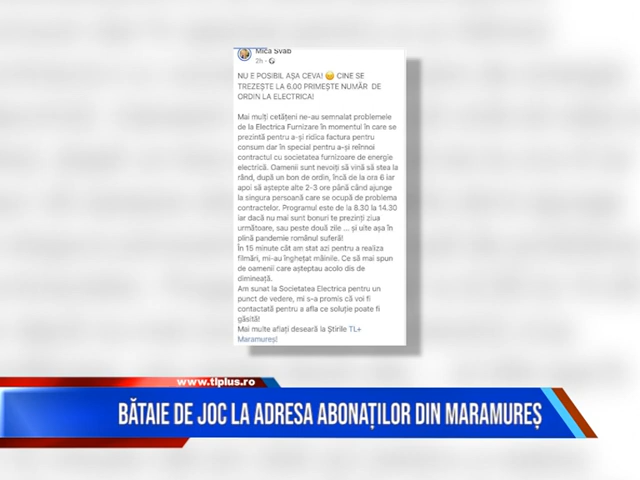 Mica Svab
2h
NU E POSIBIL AȘA CEVA! CINE SE
TREZEȘTE LA 6.00 PRIMEȘTE NUMĂR DE
ORDIN LA ELECTRICA!
Mai mulți cetățeni ne-au semnalat problemele
de la Electrica Furnizare în momentul în care se
prezintă pentru a-și ridica factura pentru
consum dar în special pentru a-și reînnoi
contractul cu societatea furnizoare de energie
electrică. Oamenii sunt nevoiți să vină să stea la
rând, după un bon de ordin, încă de la ora 6 iar
apoi să aștepte alte 2-3 ore până când ajunge
la singura persoană care se ocupă de problema
contractelor. Programul este de la 8.30 la 14.30
iar dacă nu mai sunt bonuri te prezinți ziua
următoare, sau peste două zile ... și uite așa în
plină pandemie românul suferă!
În 15 minute cât am stat azi pentru a realiza
filmări, mi-au înghețat mâinile. Ce să mai spun
de oamenii care așteptau acolo dis de
dimineață.
Am sunat la Societatea Electrica pentru un
punct de vedere, mi s-a promis că voi fi
contactată pentru a afla ce soluție poate fi
găsită!
Mai multe aflați deseară la Știrile TL+
Maramureș!
www.tlplus.ro
BĂTAIE DE JOC LA ADRESA ABONAȚILOR DIN MARAMUREȘ